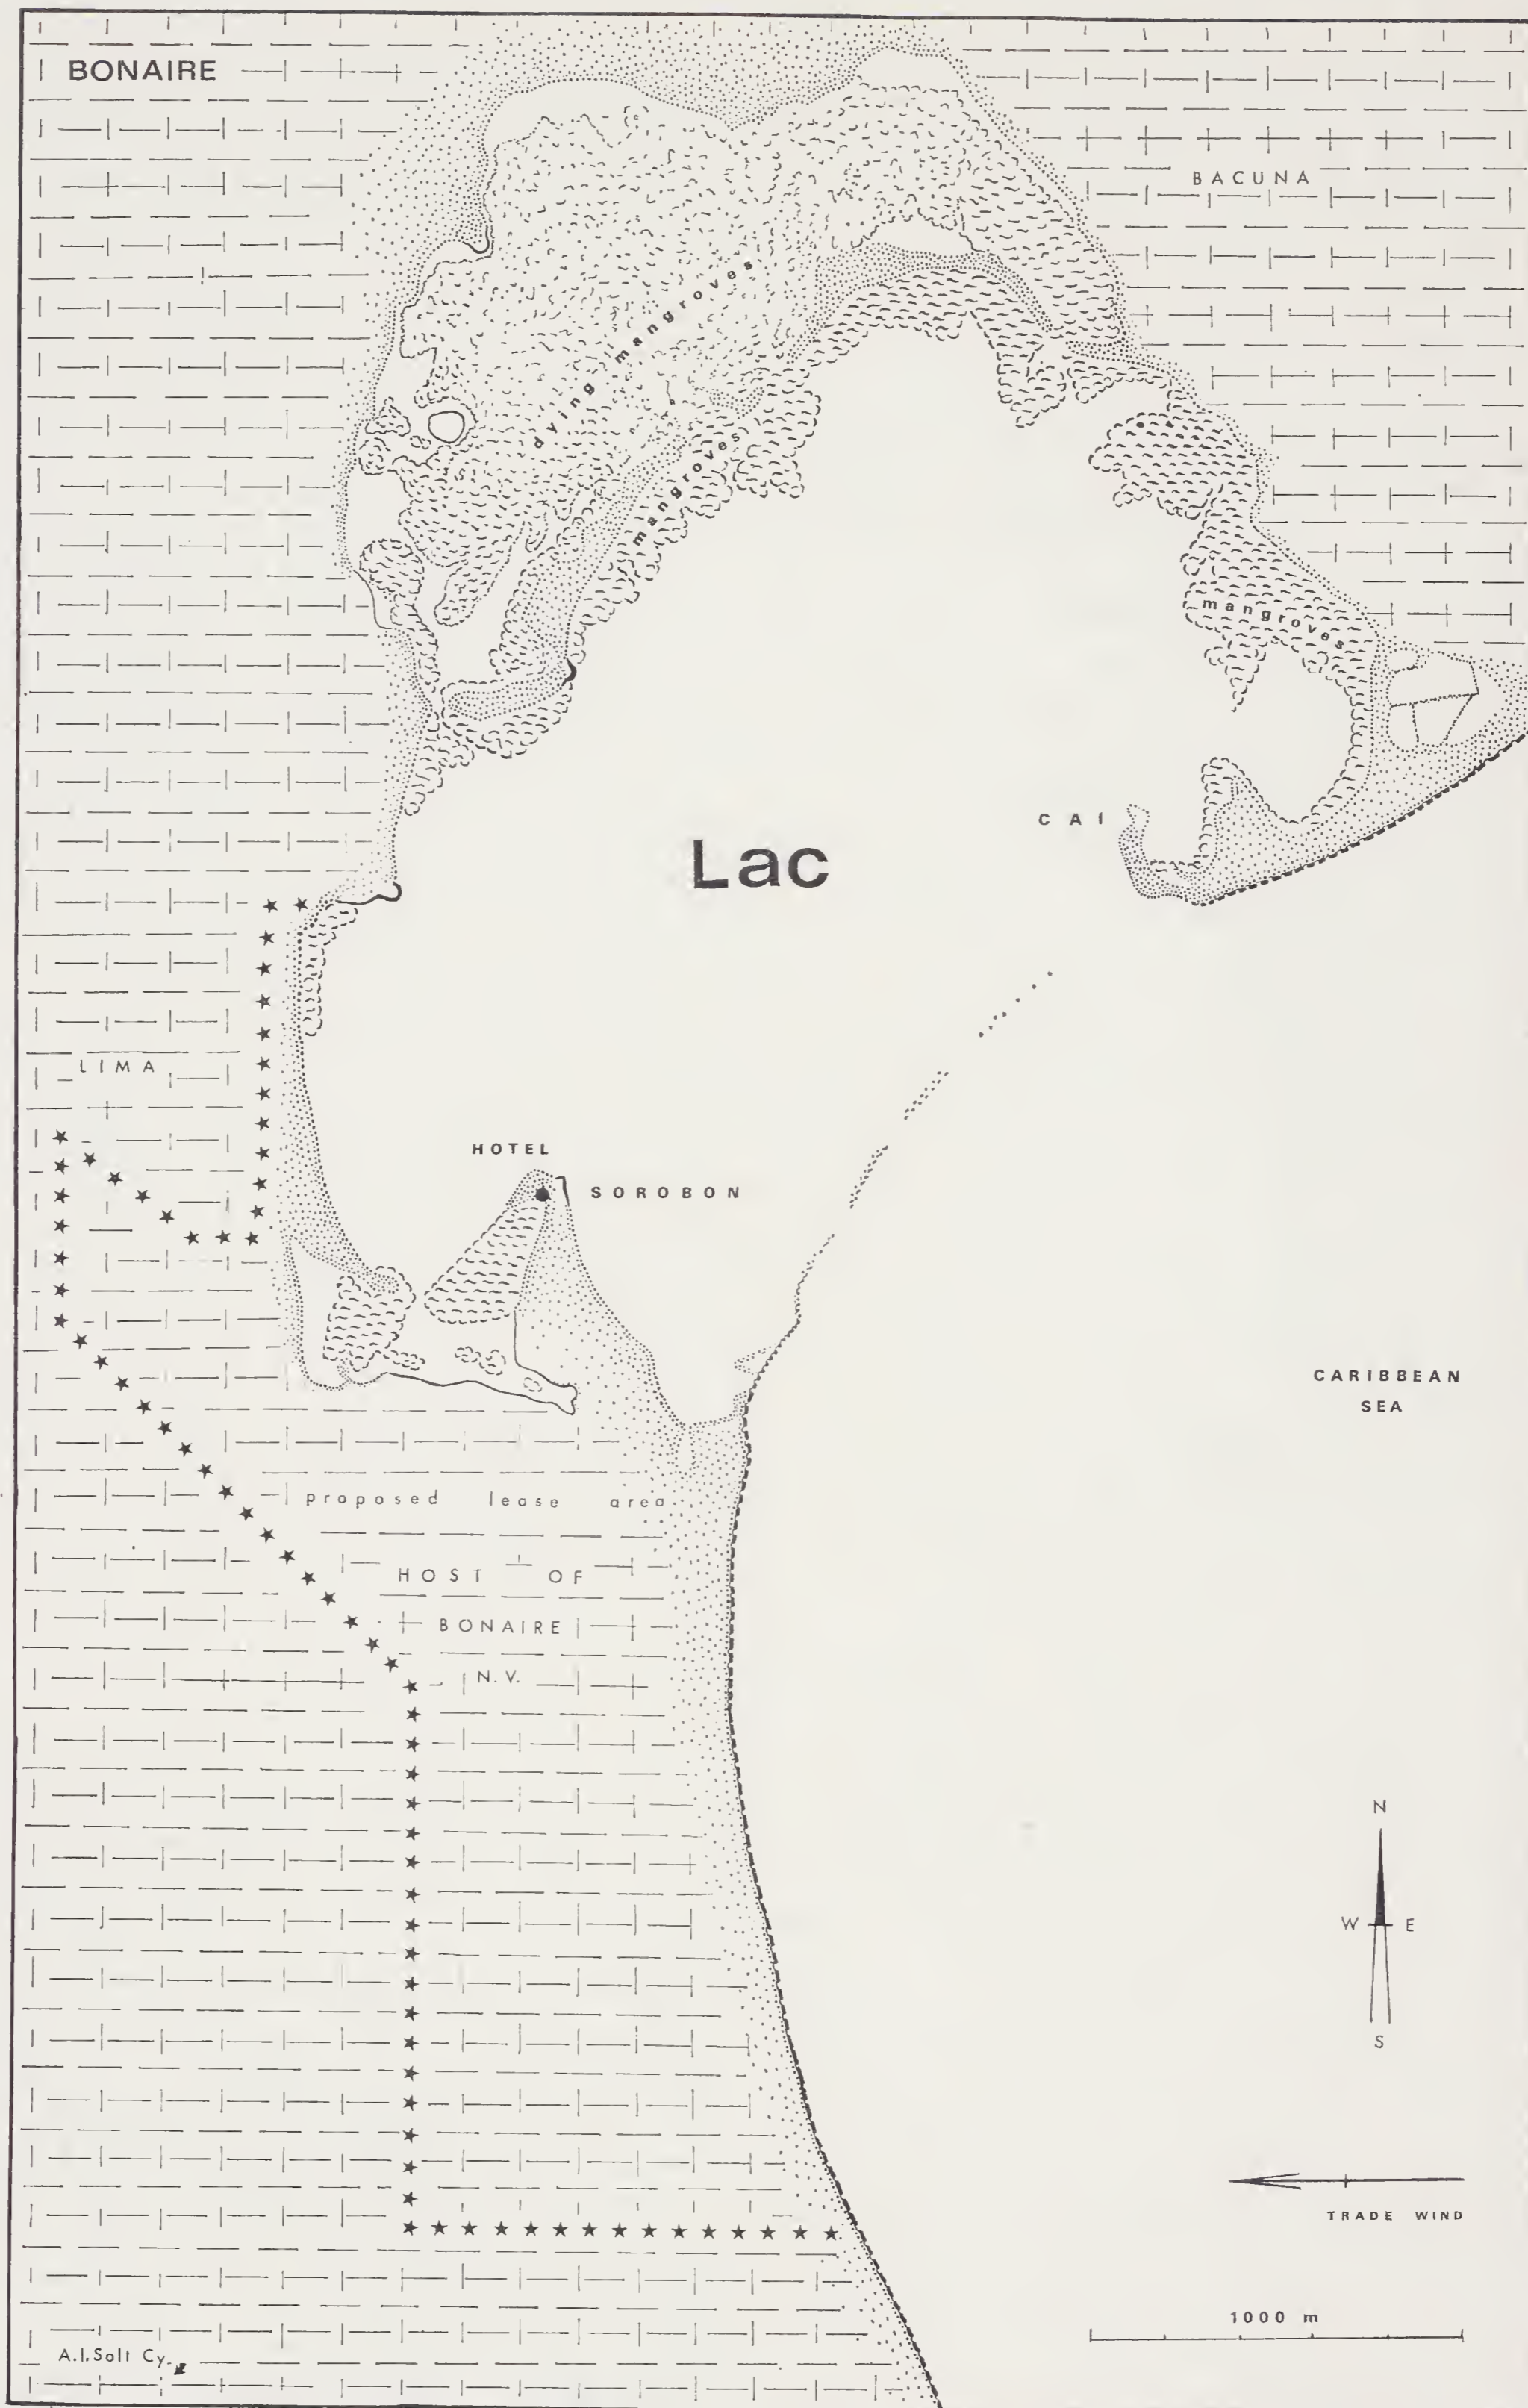 BONAIRE
BACUNA
dying mangroves
mangroves
mangroves
CAI
Lac
LIMA
HOTEL
SOROBON
CARIBBEAN
SEA
proposed lease area
HOST OF
BONAIRE
N.V.
N
W E
S
TRADE WIND
1000 m
A.I.Salt Cy.